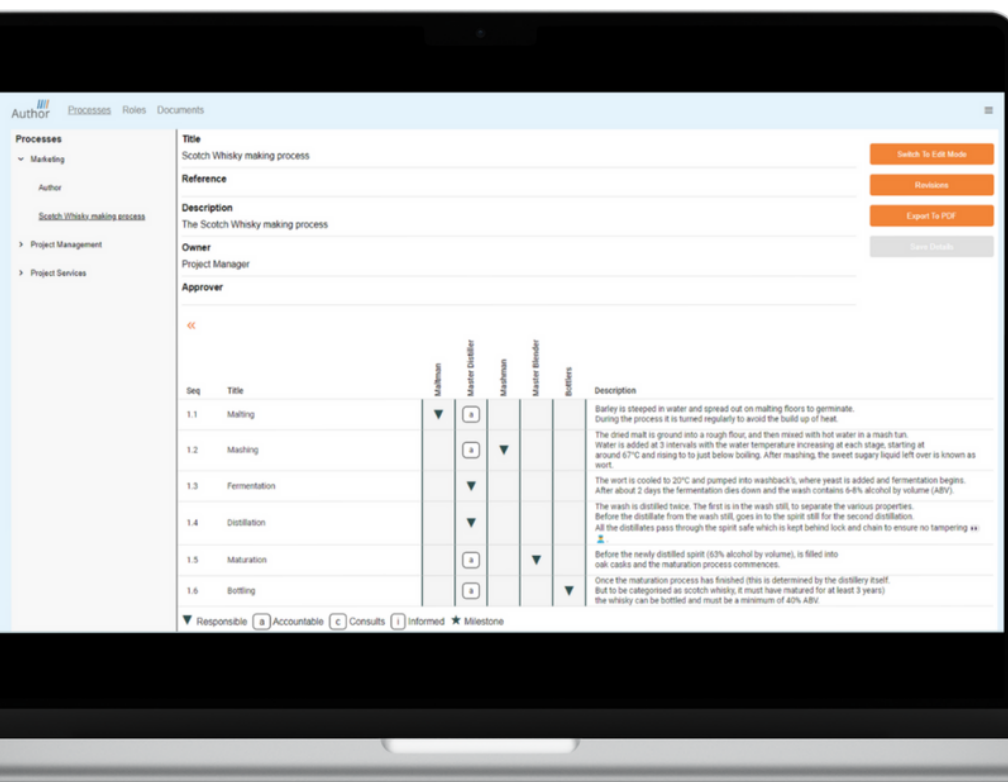 Author
Processes Roles Documents
Processes
Marketing
Author
Scotch Whisky making process
Project Management
Project Services
Title
Scotch Whisky making process
Reference
Description
The Scotch Whisky making process
Owner
Project Manager
Approver
Switch To Edit Mode
Revisions
Export To PDF
Save Details
«
Seq Title Maltman Master Distiller Mashman Master Blender Bottlers Description
1.1 Malting ▼ a Barley is steeped in water and spread out on malting floors to germinate.
During the process it is turned regularly to avoid the build up of heat.
1.2 Mashing a ▼ The dried malt is ground into a rough flour, and then mixed with hot water in a mash tun.
Water is added at 3 intervals with the water temperature increasing at each stage, starting at
around 67°C and rising to to just below boiling. After mashing, the sweet sugary liquid left over is known as
wort.
1.3 Fermentation ▼ The wort is cooled to 20°C and pumped into washback's, where yeast is added and fermentation begins.
After about 2 days the fermentation dies down and the wash contains 6-8% alcohol by volume (ABV).
1.4 Distillation ▼ The wash is distilled twice. The first is in the wash still, to separate the various properties.
Before the distillate from the wash still, goes in to the spirit still for the second distillation.
All the distillates pass through the spirit safe which is kept behind lock and chain to ensure no tampering
.
1.5 Maturation a ▼ Before the newly distilled spirit (63% alcohol by volume), is filled into
oak casks and the maturation process commences.
1.6 Bottling a ▼ Once the maturation process has finished (this is determined by the distillery itself.
But to be categorised as scotch whisky, it must have matured for at least 3 years)
the whisky can be bottled and must be a minimum of 40% ABV.
▼ Responsible a Accountable c Consults i Informed ★ Milestone